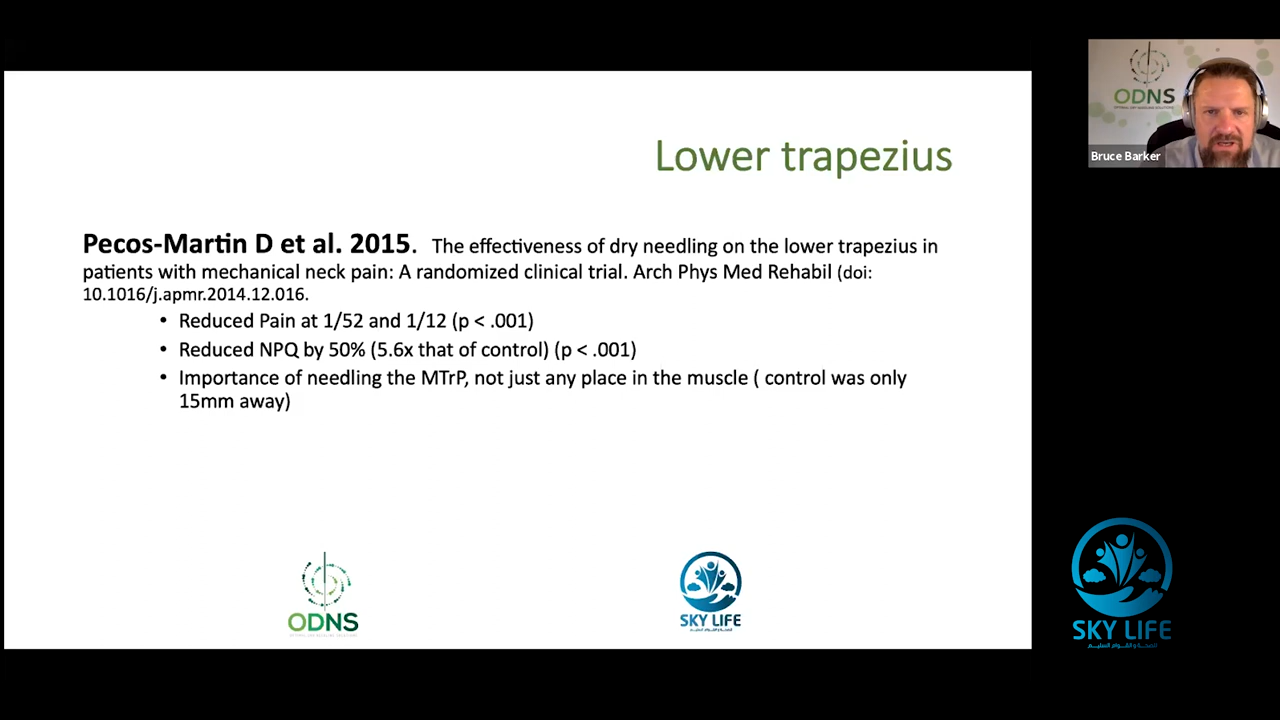 Lower trapezius
Pecos-Martin D et al. 2015. The effectiveness of dry needling on the lower trapezius in
patients with mechanical neck pain: A randomized clinical trial. Arch Phys Med Rehabil (doi:
10.1016/j.apmr.2014.12.016.
• Reduced Pain at 1/52 and 1/12 (p < .001)
• Reduced NPQ by 50% (5.6x that of control) (p < .001)
• Importance of needling the MTrP, not just any place in the muscle ( control was only
15mm away)
ODNS
SKY LIFE
ODNS
Bruce Barker
SKY LIFE
للصحة و القوام السليم